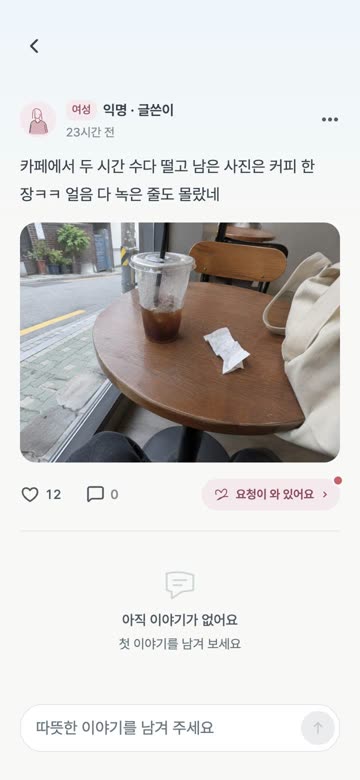 여성 익명 · 글쓴이
23시간 전
카페에서 두 시간 수다 떨고 남은 사진은 커피 한
장ㅋㅋ 얼음 다 녹은 줄도 몰랐네
12 0 요청이 와 있어요
아직 이야기가 없어요
첫 이야기를 남겨 보세요
따뜻한 이야기를 남겨 주세요